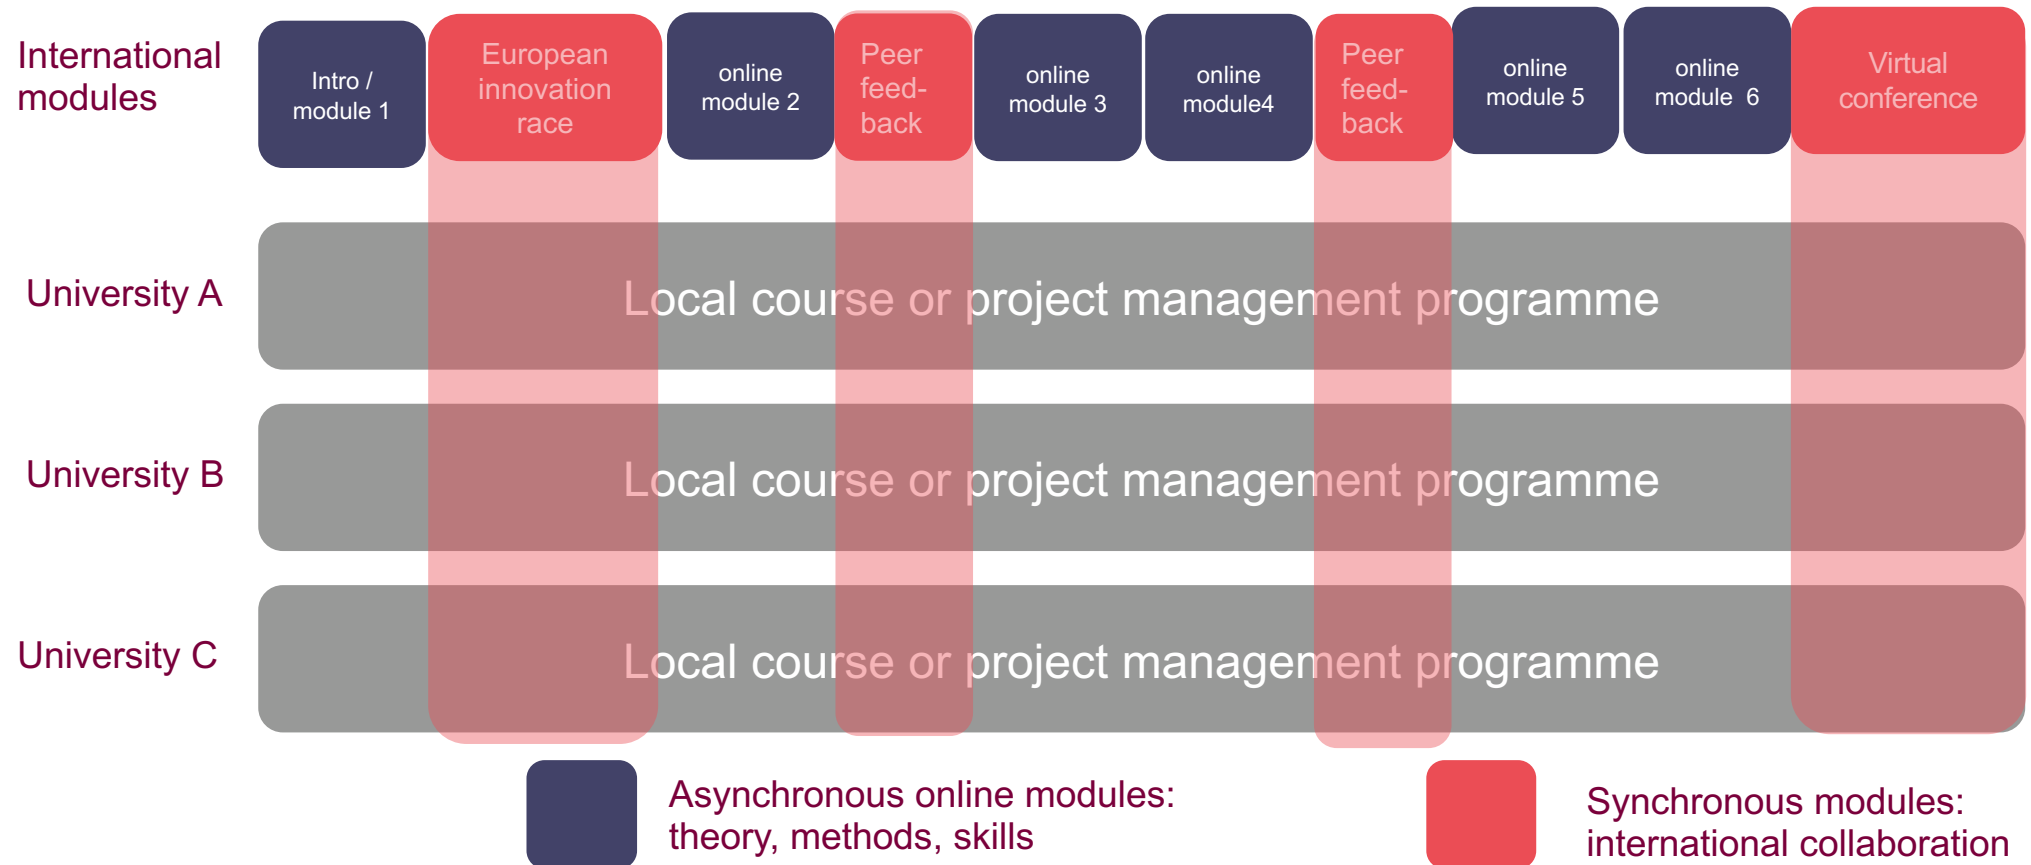 International
modules
Intro /
module 1
European
innovation
race
online
module 2
Peer
feed-
back
online
module 3
online
module4
Peer
feed-
back
online
module 5
online
module 6
Virtual
conference
University A
Local course or project management programme
University B
Local course or project management programme
University C
Local course or project management programme
Asynchronous online modules:
theory, methods, skills
Synchronous modules:
international collaboration